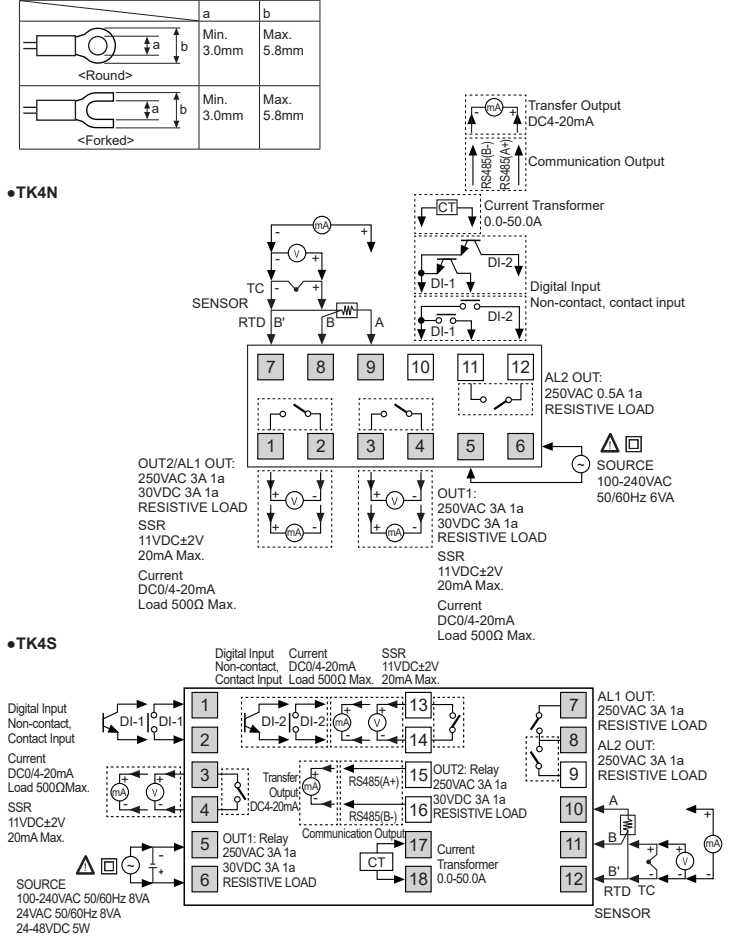 a b
Min.
3.0mm
Max.
5.8mm
a b
<Round>
Min.
3.0mm
Max.
5.8mm
a b
<Forked>
●TK4N
- mA +
Transfer Output
DC4-20mA
RS485(B-)
RS485(A+)
Communication Output
CT
Current Transformer
0.0-50.0A
DI-2
DI-1
Digital Input
Non-contact, contact input
DI-2
DI-1
- mA +
- V +
TC - +
SENSOR
RTD B' B A
7 8 9 10 11 12
AL2 OUT:
250VAC 0.5A 1a
RESISTIVE LOAD
1 2 3 4 5 6
SOURCE
100-240VAC
50/60Hz 6VA
OUT2/AL1 OUT:
250VAC 3A 1a
30VDC 3A 1a
RESISTIVE LOAD
SSR
11VDC±2V
20mA Max.
Current
DC0/4-20mA
Load 500Ω Max.
+ V -
+ mA -
+ V -
+ mA -
OUT1:
250VAC 3A 1a
30VDC 3A 1a
RESISTIVE LOAD
SSR
11VDC±2V
20mA Max.
Current
DC0/4-20mA
Load 500Ω Max.
●TK4S
Digital Input
Non-contact,
Contact Input
Current
DC0/4-20mA
Load 500Ω Max.
SSR
11VDC±2V
20mA Max.
Digital Input
Non-contact,
Contact Input
DI-1 DI-1
1
2
DI-2 DI-2
+ mA -
+ V -
13
14
7
8
9
AL1 OUT:
250VAC 3A 1a
RESISTIVE LOAD
AL2 OUT:
250VAC 3A 1a
RESISTIVE LOAD
Current
DC0/4-20mA
Load 500ΩMax.
SSR
11VDC±2V
20mA Max.
+ mA -
+ V -
3
4
Transfer
Output
DC4-20mA
+ mA -
RS485(A+)
RS485(B-)
Communication Output
15
16
OUT2: Relay
250VAC 3A 1a
30VDC 3A 1a
RESISTIVE LOAD
5
6
- +
SOURCE
100-240VAC 50/60Hz 8VA
24VAC 50/60Hz 8VA
24-48VDC 5W
OUT1: Relay
250VAC 3A 1a
30VDC 3A 1a
RESISTIVE LOAD
CT
17
18
Current
Transformer
0.0-50.0A
10
11
12
A
B
B'
RTD TC
+ -
+ V -
+ mA -
SENSOR